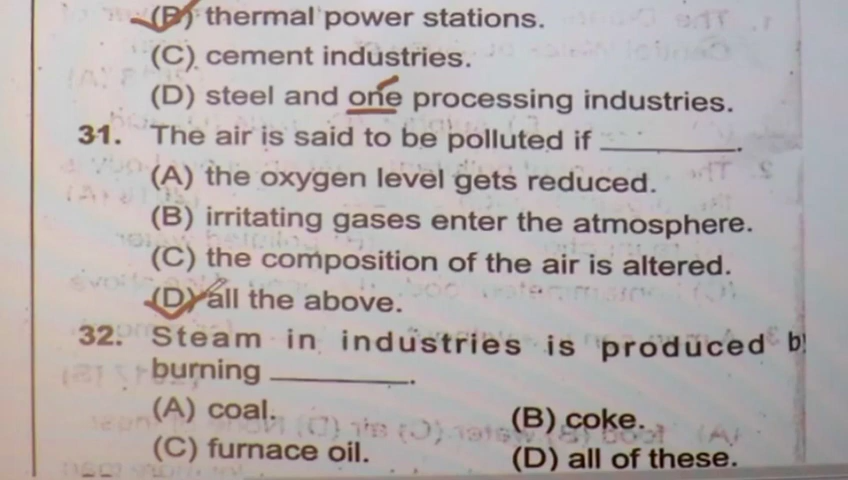 (B) thermal power stations.
(C) cement industries.
(D) steel and one processing industries.
31. The air is said to be polluted if ________.
(A) the oxygen level gets reduced.
(B) irritating gases enter the atmosphere.
(C) the composition of the air is altered.
(D) all the above.
32. Steam in industries is produced
burning ________.
(A) coal. (B) coke.
(C) furnace oil. (D) all of these.